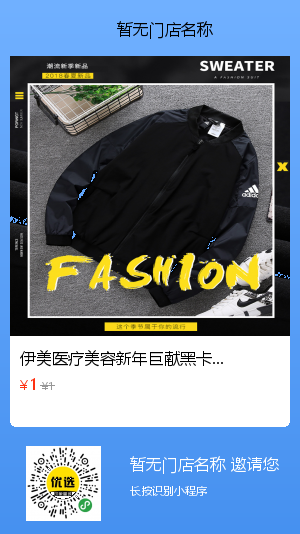 暂无门店名称
潮流新季新品
2018春夏新品
SWEATER
A FASHION SUIT
adidas
FASHION
这个季节属于你的流行
伊美医疗美容新年巨献黑卡...
¥1 ¥1
优选
暂无门店名称 邀请您
长按识别小程序